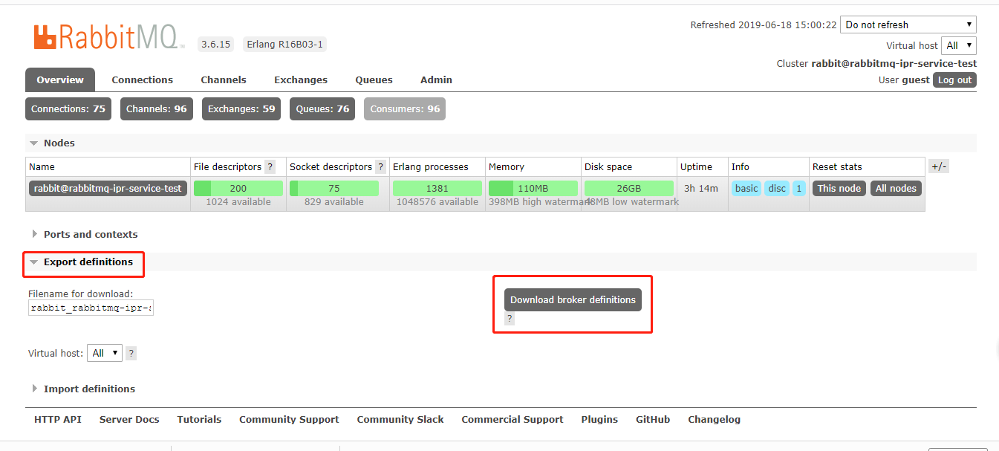 Refreshed 2019-06-18 15:00:22 Do not refresh
RabbitMQ TM 3.6.15 Erlang R16B03-1
Virtual host All
Cluster rabbit@rabbitmq-ipr-service-test
User guest Log out
Overview Connections Channels Exchanges Queues Admin
Connections: 75 Channels: 96 Exchanges: 59 Queues: 76 Consumers: 96
Nodes
Name File descriptors ? Socket descriptors ? Erlang processes Memory Disk space Uptime Info Reset stats +/-
rabbit@rabbitmq-ipr-service-test 200 75 1381 110MB 26GB 3h 14m basic disc 1 This node All nodes
1024 available 829 available 1048576 available 398MB high watermark 48MB low watermark
Ports and contexts
Export definitions
Filename for download:
rabbit_rabbitmq-ipr-s
Download broker definitions
?
Virtual host: All ?
Import definitions
HTTP API Server Docs Tutorials Community Support Community Slack Commercial Support Plugins GitHub Changelog